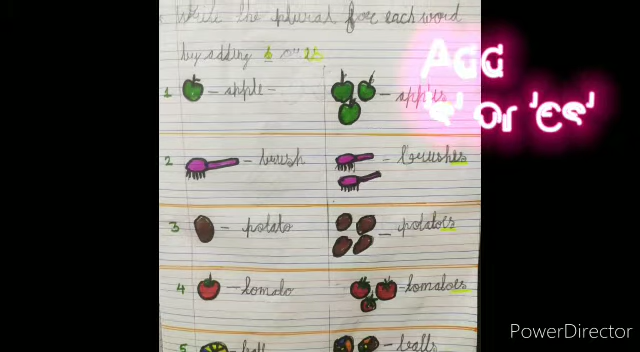 Write the plural for each word
by adding s or es
Add
's' or 'es'
1 apple apples
2 brush brushes
3 potato potatoes
4 tomato tomatoes
5 ball balls
PowerDirector